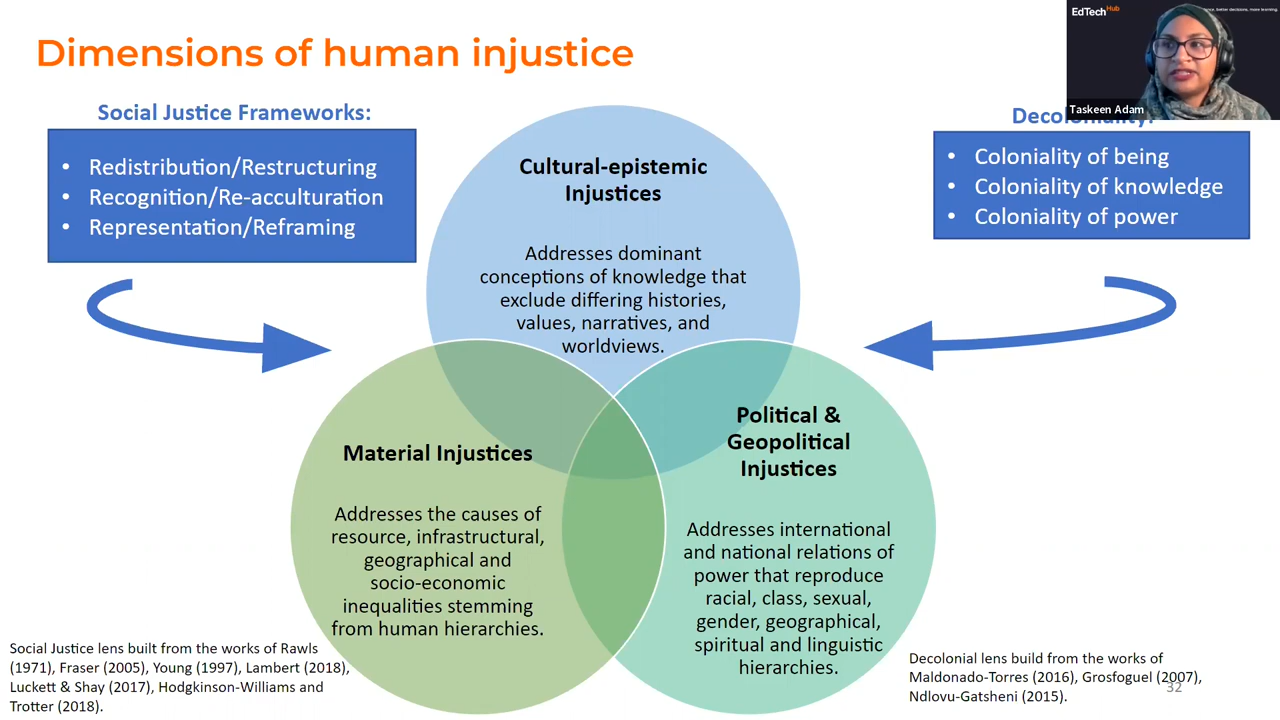 Dimensions of human injustice
EdTech Hub
ance, better decisions, more learning.
Taskeen Adam
Social Justice Frameworks:
• Redistribution/Restructuring
• Recognition/Re-acculturation
• Representation/Reframing
• Coloniality of being
• Coloniality of knowledge
• Coloniality of power
Cultural-epistemic
Injustices
Addresses dominant
conceptions of knowledge that
exclude differing histories,
values, narratives, and
worldviews.
Material Injustices
Addresses the causes of
resource, infrastructural,
geographical and
socio-economic
inequalities stemming
from human hierarchies.
Political &
Geopolitical
Injustices
Addresses international
and national relations of
power that reproduce
racial, class, sexual,
gender, geographical,
spiritual and linguistic
hierarchies.
Social Justice lens built from the works of Rawls
(1971), Fraser (2005), Young (1997), Lambert (2018),
Luckett & Shay (2017), Hodgkinson-Williams and
Trotter (2018).
Decolonial lens build from the works of
Maldonado-Torres (2016), Grosfoguel (2007),
Ndlovu-Gatsheni (2015).
32